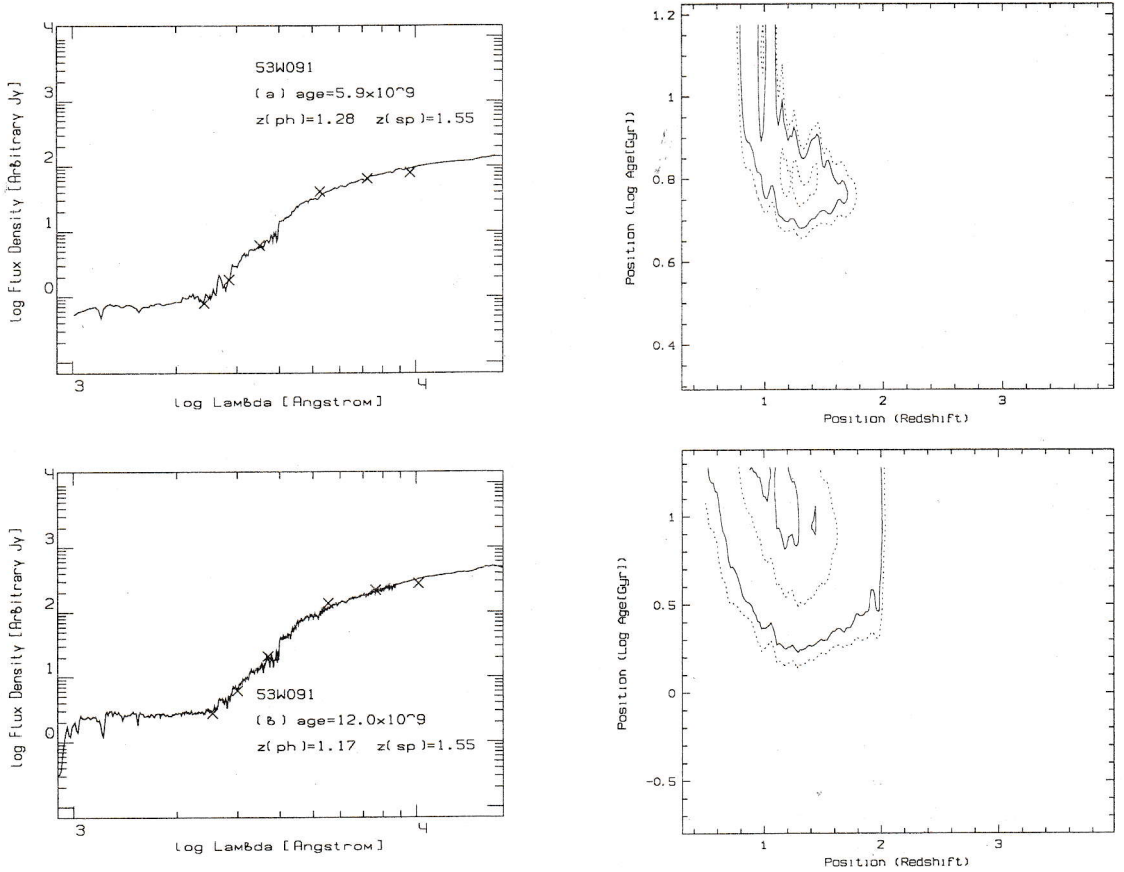 4
3
2
1
0
log Flux Density [Arbitrary Jy]
53W091
(a) age=5.9x10^9
z(ph)=1.28 z(sp)=1.55
3
4
log Lambda [Angstrom]
1.2
1
0.8
0.6
0.4
Position (Log Age[Gyr])
1
2
3
Position (Redshift)
4
3
2
1
0
log Flux Density [Arbitrary Jy]
53W091
(b) age=12.0x10^9
z(ph)=1.17 z(sp)=1.55
3
4
log Lambda [Angstrom]
1
0.5
0
-0.5
Position (Log Age[Gyr])
1
2
3
Position (Redshift)